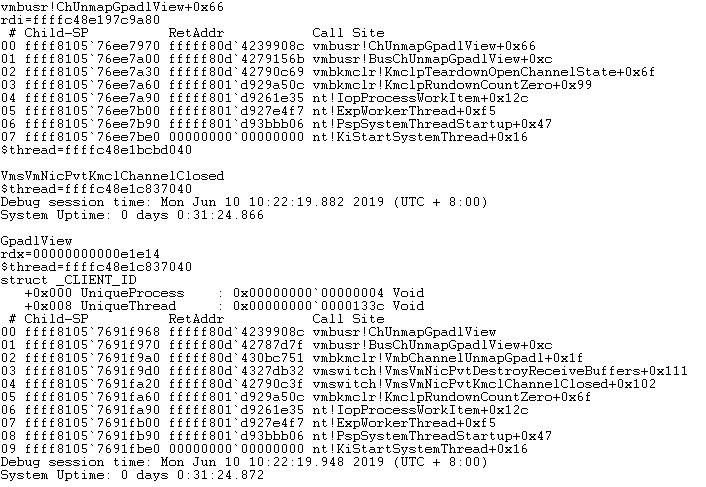 vmbusr!ChUnmapGpadlView+0x66
rdi=ffffc48e197c9a80
 # Child-SP          RetAddr           Call Site
00 ffff8105`76ee7970 fffff80d`4239908c vmbusr!ChUnmapGpadlView+0x66
01 ffff8105`76ee7a00 fffff80d`4279156b vmbusr!BusChUnmapGpadlView+0xc
02 ffff8105`76ee7a30 fffff80d`42790c69 vmbkmclr!KmclpTeardownOpenChannelState+0x6f
03 ffff8105`76ee7a60 fffff801`d929a50c vmbkmclr!KmclpRundownCountZero+0x99
04 ffff8105`76ee7a90 fffff801`d9261e35 nt!IopProcessWorkItem+0x12c
05 ffff8105`76ee7b00 fffff801`d927e4f7 nt!ExpWorkerThread+0xf5
06 ffff8105`76ee7b90 fffff801`d93bbb06 nt!PspSystemThreadStartup+0x47
07 ffff8105`76ee7be0 00000000`00000000 nt!KiStartSystemThread+0x16
$thread=ffffc48e1bcbd040
VmsVmNicPvtKmclChannelClosed
$thread=ffffc48e1c837040
Debug session time: Mon Jun 10 10:22:19.882 2019 (UTC + 8:00)
System Uptime: 0 days 0:31:24.866
GpadlView
rdx=00000000000e1e14
$thread=ffffc48e1c837040
struct _CLIENT_ID
   +0x000 UniqueProcess    : 0x00000000`00000004 Void
   +0x008 UniqueThread     : 0x00000000`0000133c Void
 # Child-SP          RetAddr           Call Site
00 ffff8105`7691f968 fffff80d`4239908c vmbusr!ChUnmapGpadlView
01 ffff8105`7691f970 fffff80d`42787d7f vmbusr!BusChUnmapGpadlView+0xc
02 ffff8105`7691f9a0 fffff80d`430bc751 vmbkmclr!VmbChannelUnmapGpadl+0x1f
03 ffff8105`7691f9d0 fffff80d`4327db32 vmswitch!VmsVmNicPvtDestroyReceiveBuffers+0x111
04 ffff8105`7691fa20 fffff80d`42790c3f vmswitch!VmsVmNicPvtKmclChannelClosed+0x102
05 ffff8105`7691fa60 fffff801`d929a50c vmbkmclr!KmclpRundownCountZero+0x6f
06 ffff8105`7691fa90 fffff801`d9261e35 nt!IopProcessWorkItem+0x12c
07 ffff8105`7691fb00 fffff801`d927e4f7 nt!ExpWorkerThread+0xf5
08 ffff8105`7691fb90 fffff801`d93bbb06 nt!PspSystemThreadStartup+0x47
09 ffff8105`7691fbe0 00000000`00000000 nt!KiStartSystemThread+0x16
Debug session time: Mon Jun 10 10:22:19.948 2019 (UTC + 8:00)
System Uptime: 0 days 0:31:24.872